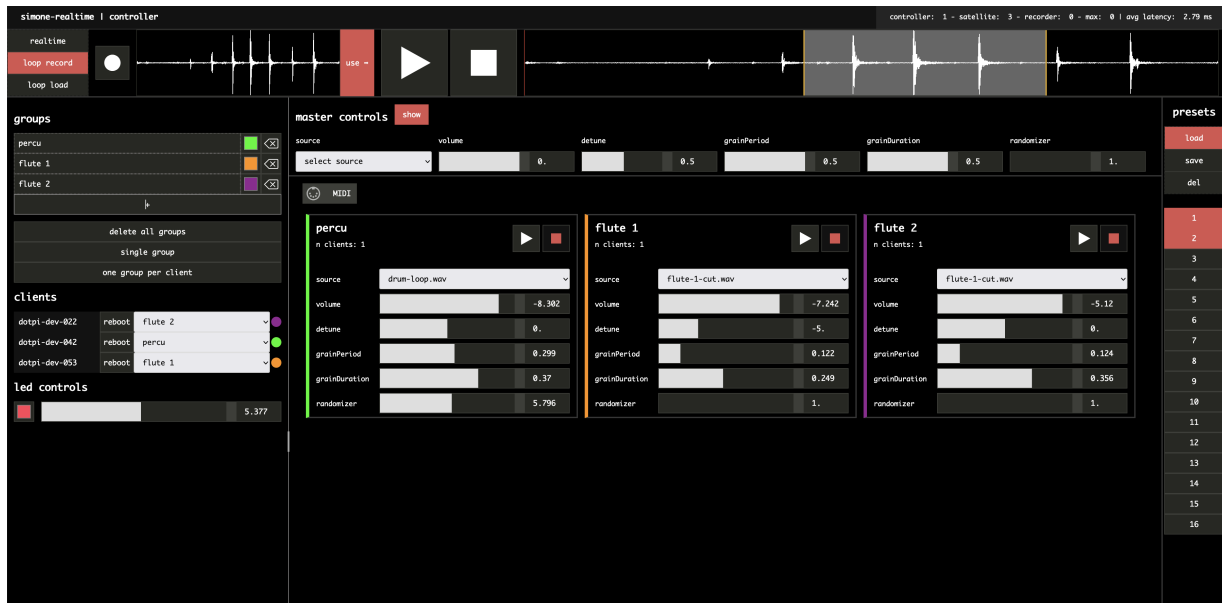 simone-realtime | controller
controller: 1 - satellite: 3 - recorder: 0 - max: 0 | avg latency: 2.79 ms
realtime
loop record
loop load
use →
groups
percu
flute 1
flute 2
+
delete all groups
single group
one group per client
clients
dotpi-dev-022 reboot flute 2
dotpi-dev-042 reboot percu
dotpi-dev-053 reboot flute 1
led controls
5.377
master controls show
source volume detune grainPeriod grainDuration randomizer
select source 0. 0.5 0.5 0.5 1.
MIDI
percu
n clients: 1
source drum-loop.wav
volume -8.302
detune 0.
grainPeriod 0.299
grainDuration 0.37
randomizer 5.796
flute 1
n clients: 1
source flute-1-cut.wav
volume -7.242
detune -5.
grainPeriod 0.122
grainDuration 0.249
randomizer 1.
flute 2
n clients: 1
source flute-1-cut.wav
volume -5.12
detune 0.
grainPeriod 0.124
grainDuration 0.356
randomizer 1.
presets
load
save
del
1
2
3
4
5
6
7
8
9
10
11
12
13
14
15
16